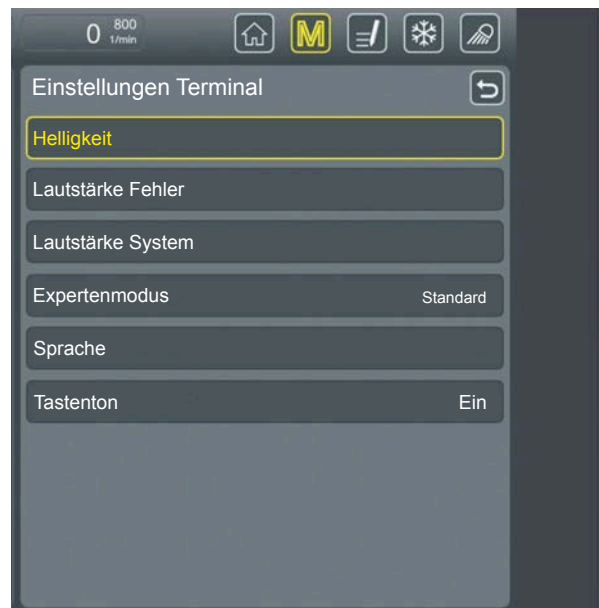 0 800
1/min
M
Einstellungen Terminal
Helligkeit
Lautstärke Fehler
Lautstärke System
Expertenmodus Standard
Sprache
Tastenton Ein